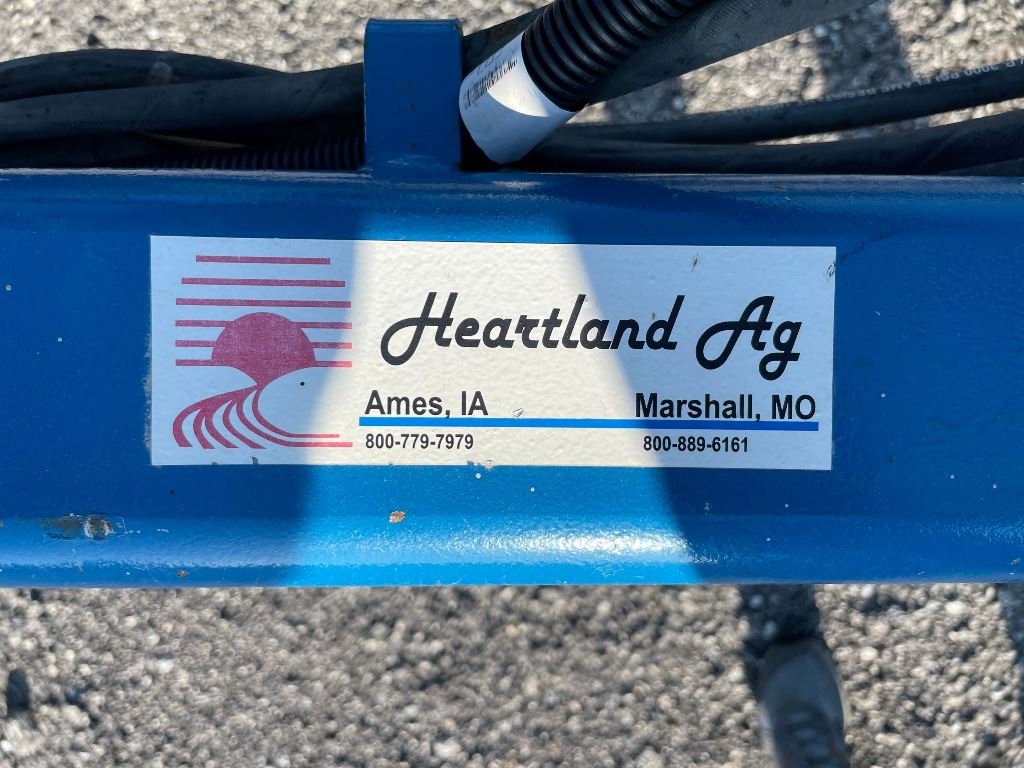 Heartland Ag
Ames, IA Marshall, MO
800-779-7979 800-889-6161